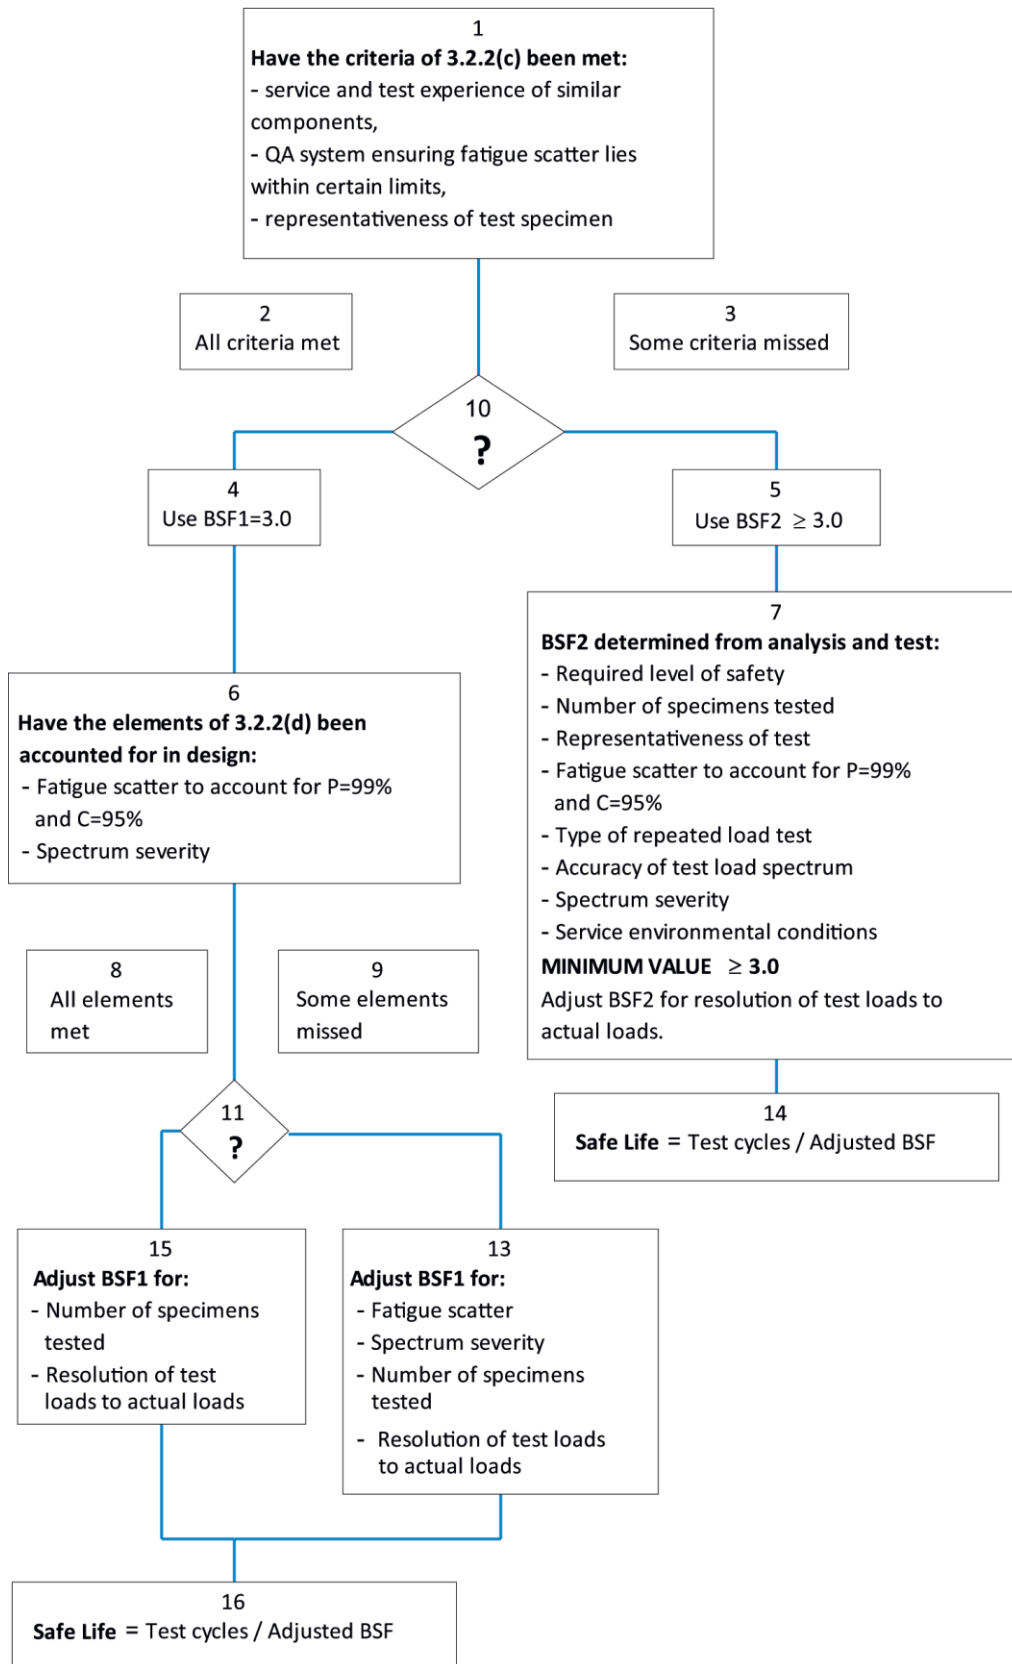 1
Have the criteria of 3.2.2(c) been met:
- service and test experience of similar
components,
- QA system ensuring fatigue scatter lies
within certain limits,
- representativeness of test specimen
2
All criteria met
3
Some criteria missed
10
?
4
Use BSF1=3.0
5
Use BSF2 ≥ 3.0
6
Have the elements of 3.2.2(d) been
accounted for in design:
- Fatigue scatter to account for P=99%
and C=95%
- Spectrum severity
7
BSF2 determined from analysis and test:
- Required level of safety
- Number of specimens tested
- Representativeness of test
- Fatigue scatter to account for P=99%
and C=95%
- Type of repeated load test
- Accuracy of test load spectrum
- Spectrum severity
- Service environmental conditions
MINIMUM VALUE ≥ 3.0
Adjust BSF2 for resolution of test loads to
actual loads.
8
All elements
met
9
Some elements
missed
11
?
14
Safe Life = Test cycles / Adjusted BSF
15
Adjust BSF1 for:
- Number of specimens
tested
- Resolution of test
loads to actual loads
13
Adjust BSF1 for:
- Fatigue scatter
- Spectrum severity
- Number of specimens
tested
- Resolution of test loads
to actual loads
16
Safe Life = Test cycles / Adjusted BSF